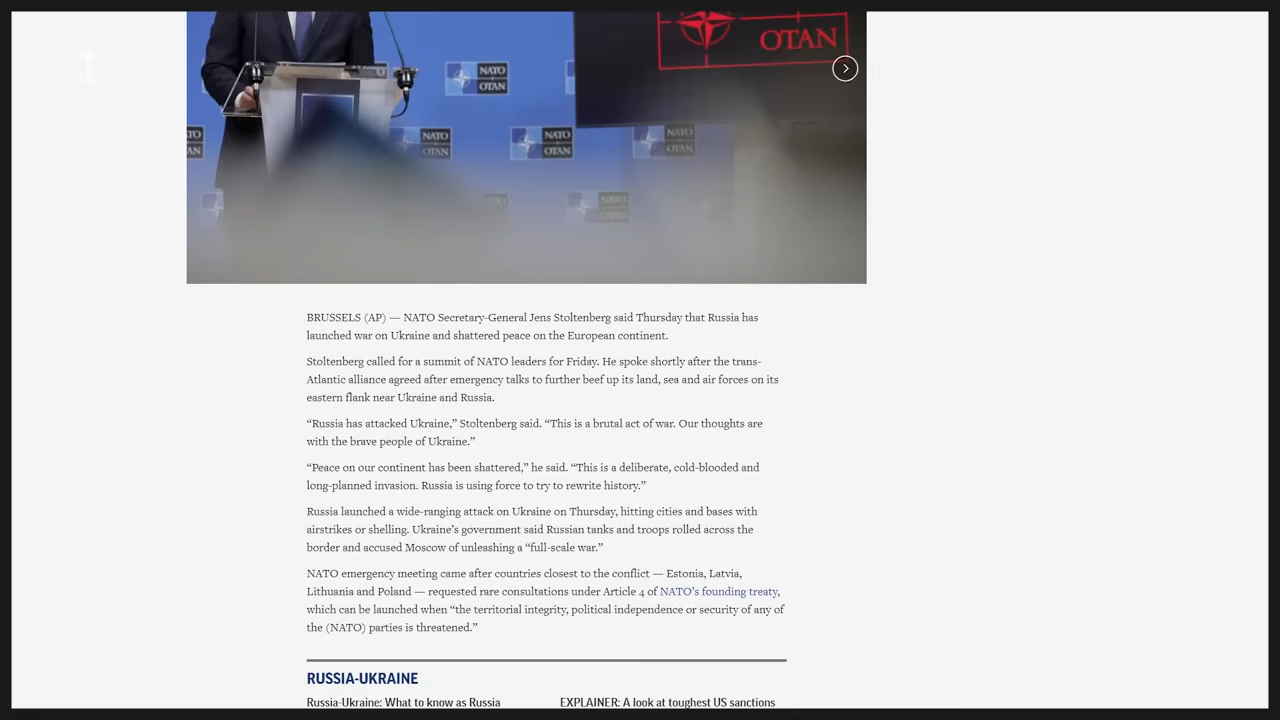 OTAN
NATO
OTAN
TO
AN
NATO
OTAN
NATO
OTAN
NATO
OTAN
NATO
OTAN
BRUSSELS (AP) — NATO Secretary-General Jens Stoltenberg said Thursday that Russia has
launched war on Ukraine and shattered peace on the European continent.
Stoltenberg called for a summit of NATO leaders for Friday. He spoke shortly after the trans-
Atlantic alliance agreed after emergency talks to further beef up its land, sea and air forces on its
eastern flank near Ukraine and Russia.
“Russia has attacked Ukraine,” Stoltenberg said. “This is a brutal act of war. Our thoughts are
with the brave people of Ukraine.”
“Peace on our continent has been shattered,” he said. “This is a deliberate, cold-blooded and
long-planned invasion. Russia is using force to try to rewrite history.”
Russia launched a wide-ranging attack on Ukraine on Thursday, hitting cities and bases with
airstrikes or shelling. Ukraine’s government said Russian tanks and troops rolled across the
border and accused Moscow of unleashing a “full-scale war.”
NATO emergency meeting came after countries closest to the conflict — Estonia, Latvia,
Lithuania and Poland — requested rare consultations under Article 4 of NATO’s founding treaty,
which can be launched when “the territorial integrity, political independence or security of any of
the (NATO) parties is threatened.”
RUSSIA-UKRAINE
Russia-Ukraine: What to know as Russia
EXPLAINER: A look at toughest US sanctions